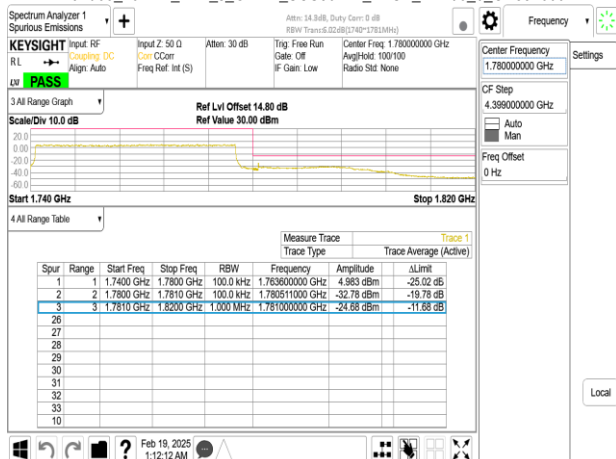 Spectrum Analyzer 1
Spurious Emissions
Attn: 14.3dB, Duty Corr: 0 dB
RBW Trans:6.02dB(1740~1781MHz)
Frequency
KEYSIGHT
Input: RF
Input Z: 50 Ω
Atten: 30 dB
Trig: Free Run
Center Freq: 1.780000000 GHz
RL
Coupling: DC
Corr CCorr
Gate: Off
Avg|Hold: 100/100
Align: Auto
Freq Ref: Int (S)
IF Gain: Low
Radio Std: None
LXI
PASS
Center Frequency
1.780000000 GHz
Settings
CF Step
4.399000000 GHz
Auto
Man
Freq Offset
0 Hz
3 All Range Graph
Ref Lvl Offset 14.80 dB
Scale/Div 10.0 dB
Ref Value 30.00 dBm
20.0
0.00
-20.0
-40.0
-60.0
Start 1.740 GHz
Stop 1.820 GHz
4 All Range Table
Measure Trace Trace 1
Trace Type Trace Average (Active)
Spur Range Start Freq Stop Freq RBW Frequency Amplitude ΔLimit
1 1 1.7400 GHz 1.7800 GHz 100.0 kHz 1.763600000 GHz 4.983 dBm -25.02 dB
2 2 1.7800 GHz 1.7810 GHz 100.0 kHz 1.780511000 GHz -32.78 dBm -19.78 dB
3 3 1.7810 GHz 1.8200 GHz 1.000 MHz 1.781000000 GHz -24.68 dBm -11.68 dB
26
27
28
29
30
31
32
33
10
Local
?
Feb 19, 2025
1:12:12 AM